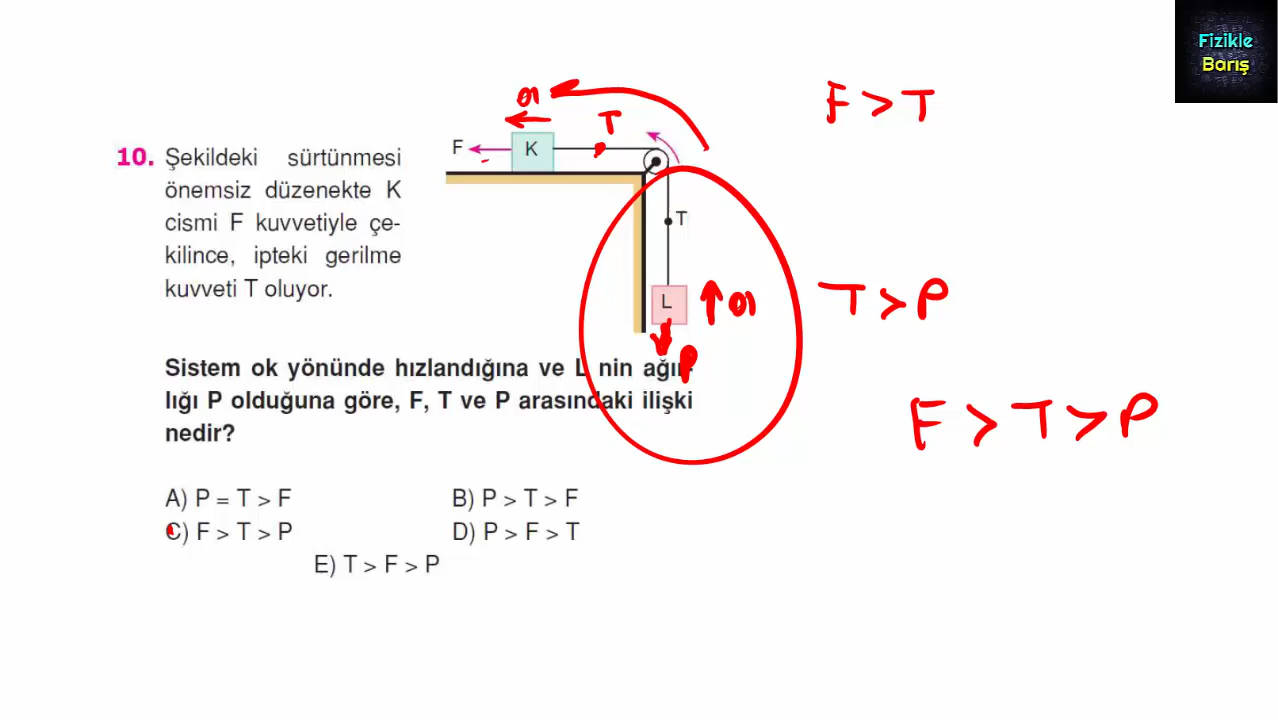 Fizikle
Barış
a
F > T
T
F
K
10. Şekildeki sürtünmesi
önemsiz düzenekte K
cismi F kuvvetiyle çe-
kilince, ipteki gerilme
kuvveti T oluyor.
T
L
a
T > P
P
Sistem ok yönünde hızlandığına ve L nin ağır-
lığı P olduğuna göre, F, T ve P arasındaki ilişki
nedir?
F > T > P
A) P = T > F
B) P > T > F
C) F > T > P
D) P > F > T
E) T > F > P